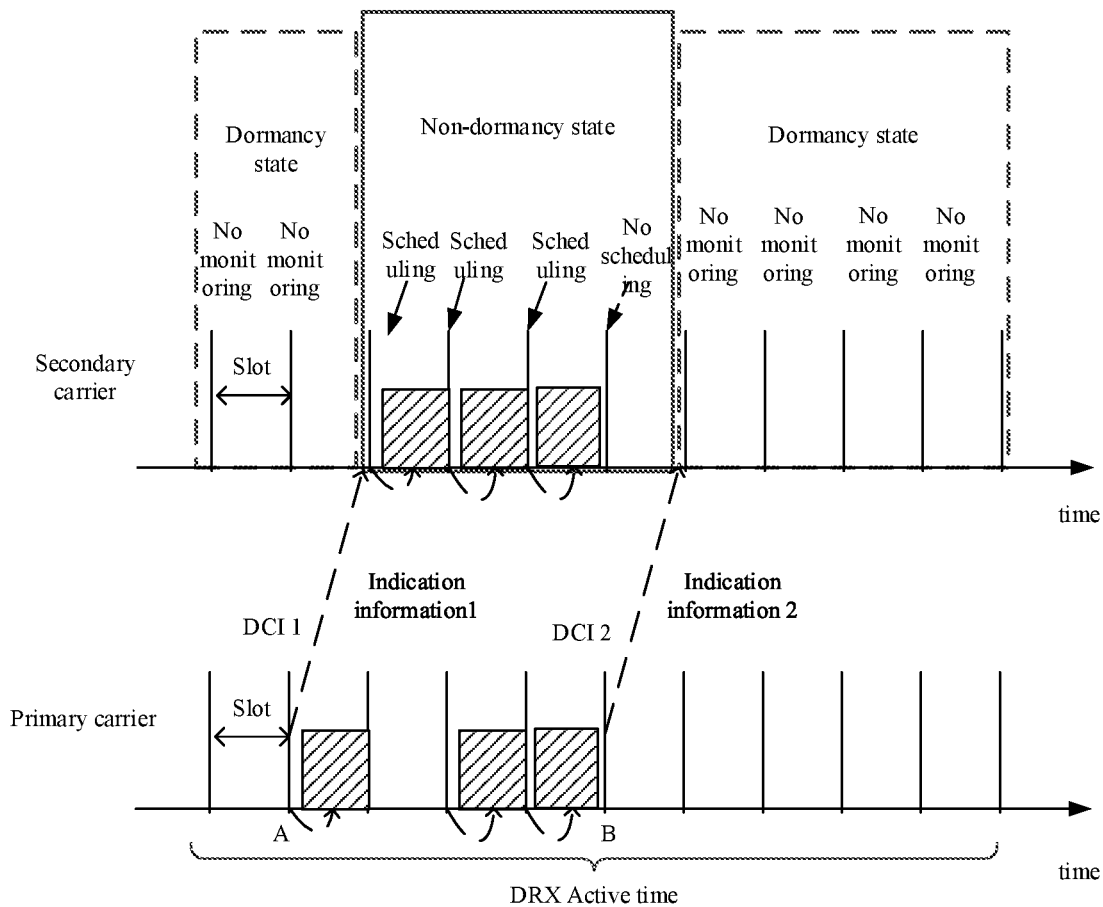 Dormancy
state
Non-dormancy state
Dormancy state
No
monit
oring
No
monit
oring
Sched
uling
Sched
uling
Sched
uling
No
schedul
ing
No
monit
oring
No
monit
oring
No
monit
oring
No
monit
oring
Secondary
carrier
Slot
time
Indication
information1
Indication
information 2
DCI 1
DCI 2
Primary carrier
Slot
A
B
time
DRX Active time